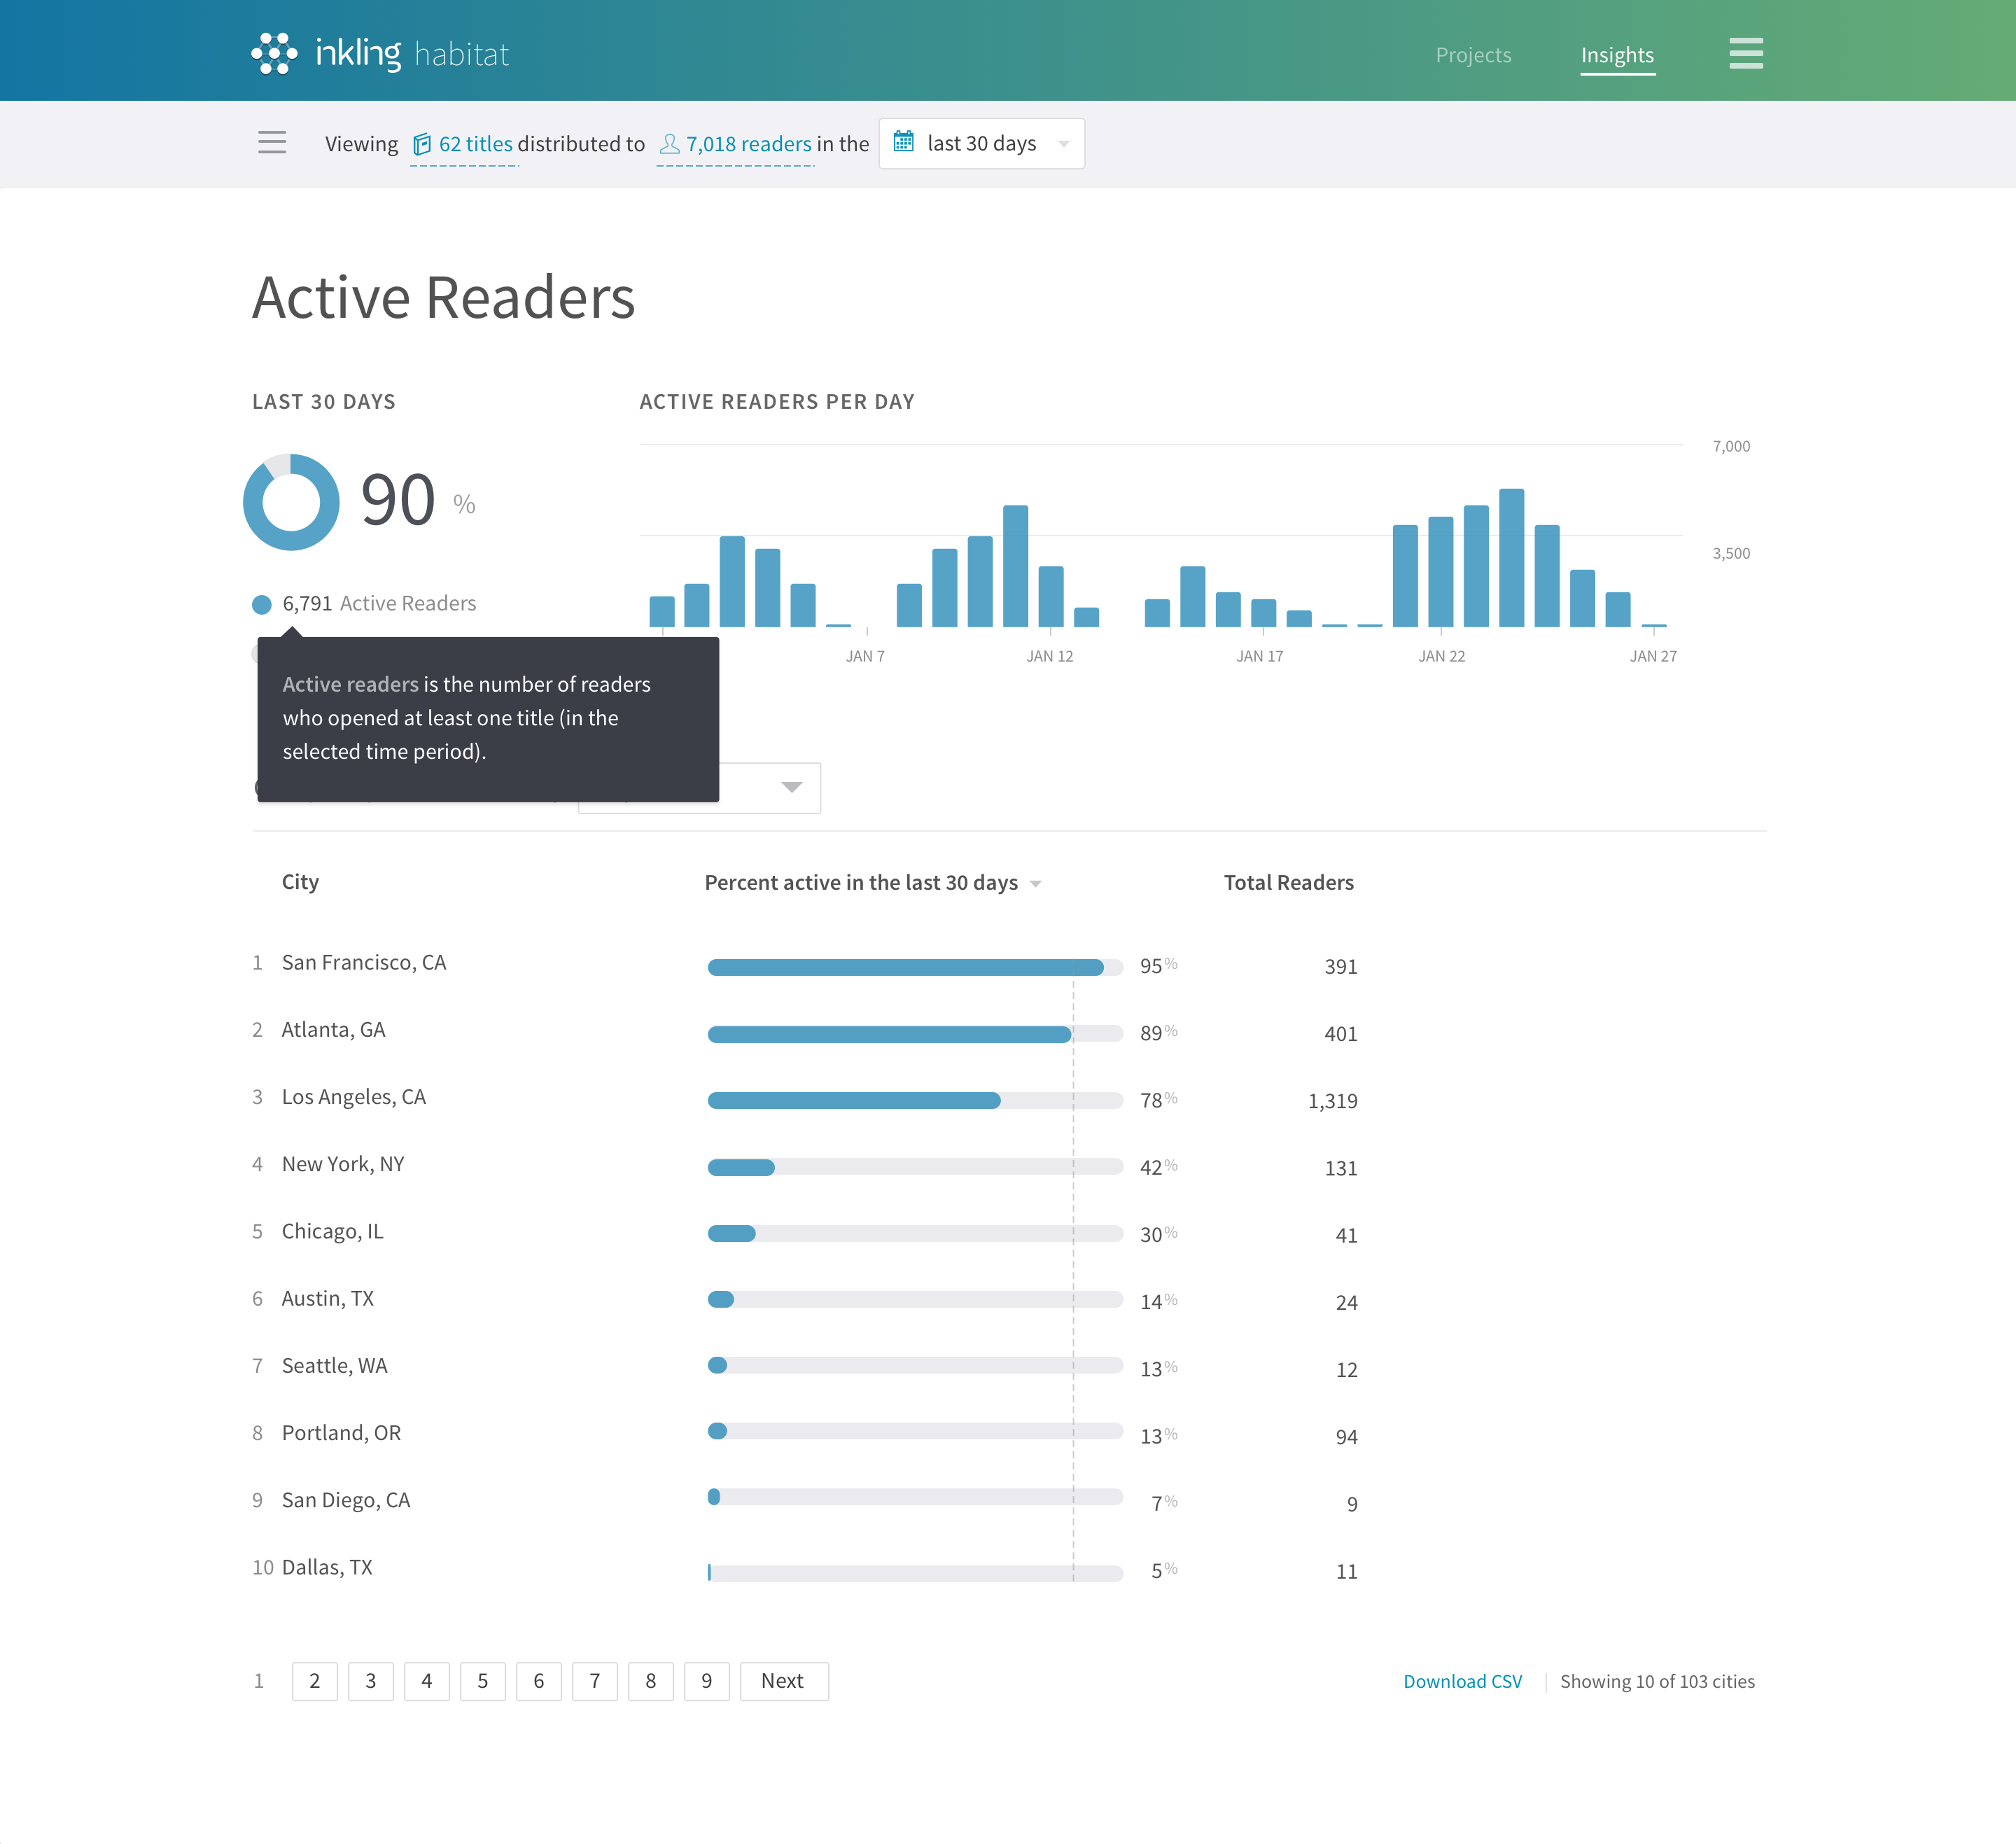 inkling habitat
Projects
Insights
Viewing 62 titles distributed to 7,018 readers in the last 30 days
Active Readers
LAST 30 DAYS
90 %
6,791 Active Readers
Active readers is the number of readers
who opened at least one title (in the
selected time period).
ACTIVE READERS PER DAY
7,000
3,500
JAN 7
JAN 12
JAN 17
JAN 22
JAN 27
City
Percent active in the last 30 days
Total Readers
1 San Francisco, CA 95% 391
2 Atlanta, GA 89% 401
3 Los Angeles, CA 78% 1,319
4 New York, NY 42% 131
5 Chicago, IL 30% 41
6 Austin, TX 14% 24
7 Seattle, WA 13% 12
8 Portland, OR 13% 94
9 San Diego, CA 7% 9
10 Dallas, TX 5% 11
1 2 3 4 5 6 7 8 9 Next
Download CSV
Showing 10 of 103 cities